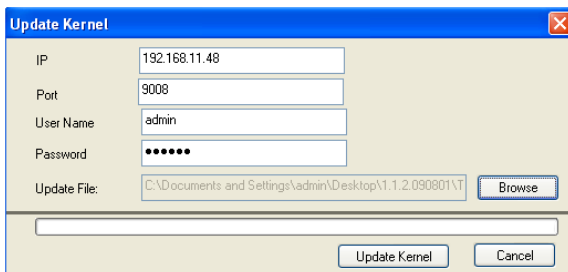 Update Kernel
IP 192.168.11.48
Port 9008
User Name admin
Password ••••••
Update File: C:\Documents and Settings\admin\Desktop\1.1.2.090801\T Browse
Update Kernel Cancel